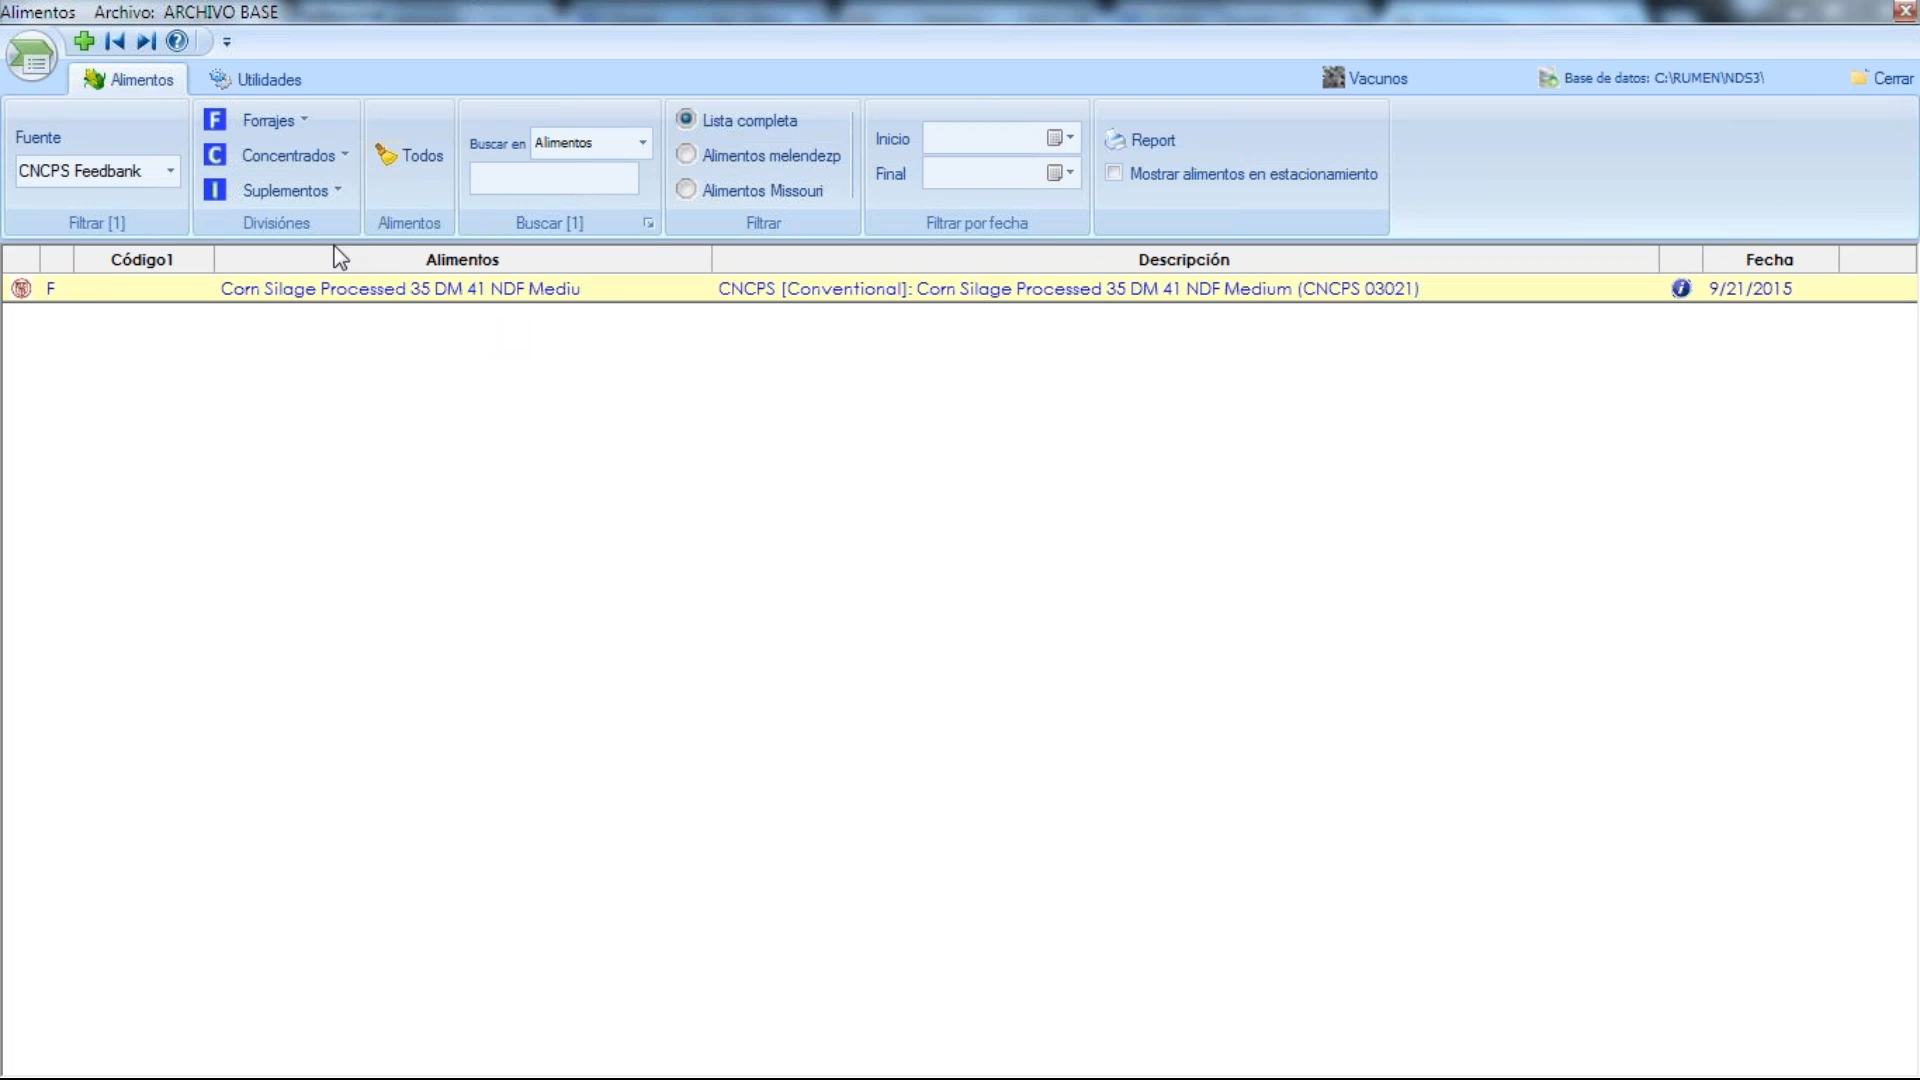 Alimentos Archivo: ARCHIVO BASE
Alimentos Utilidades Vacunos Base de datos: C:\RUMEN\NDS3\ Cerrar
Fuente
CNCPS Feedbank
Filtrar [1]
F Forrajes
C Concentrados
I Suplementos
Divisiónes
Todos
Alimentos
Buscar en Alimentos
Buscar [1]
Lista completa
Alimentos melendezp
Alimentos Missouri
Filtrar
Inicio
Final
Filtrar por fecha
Report
Mostrar alimentos en estacionamiento
Código1 Alimentos Descripción Fecha
F Corn Silage Processed 35 DM 41 NDF Mediu CNCPS [Conventional]: Corn Silage Processed 35 DM 41 NDF Medium (CNCPS 03021) i 9/21/2015